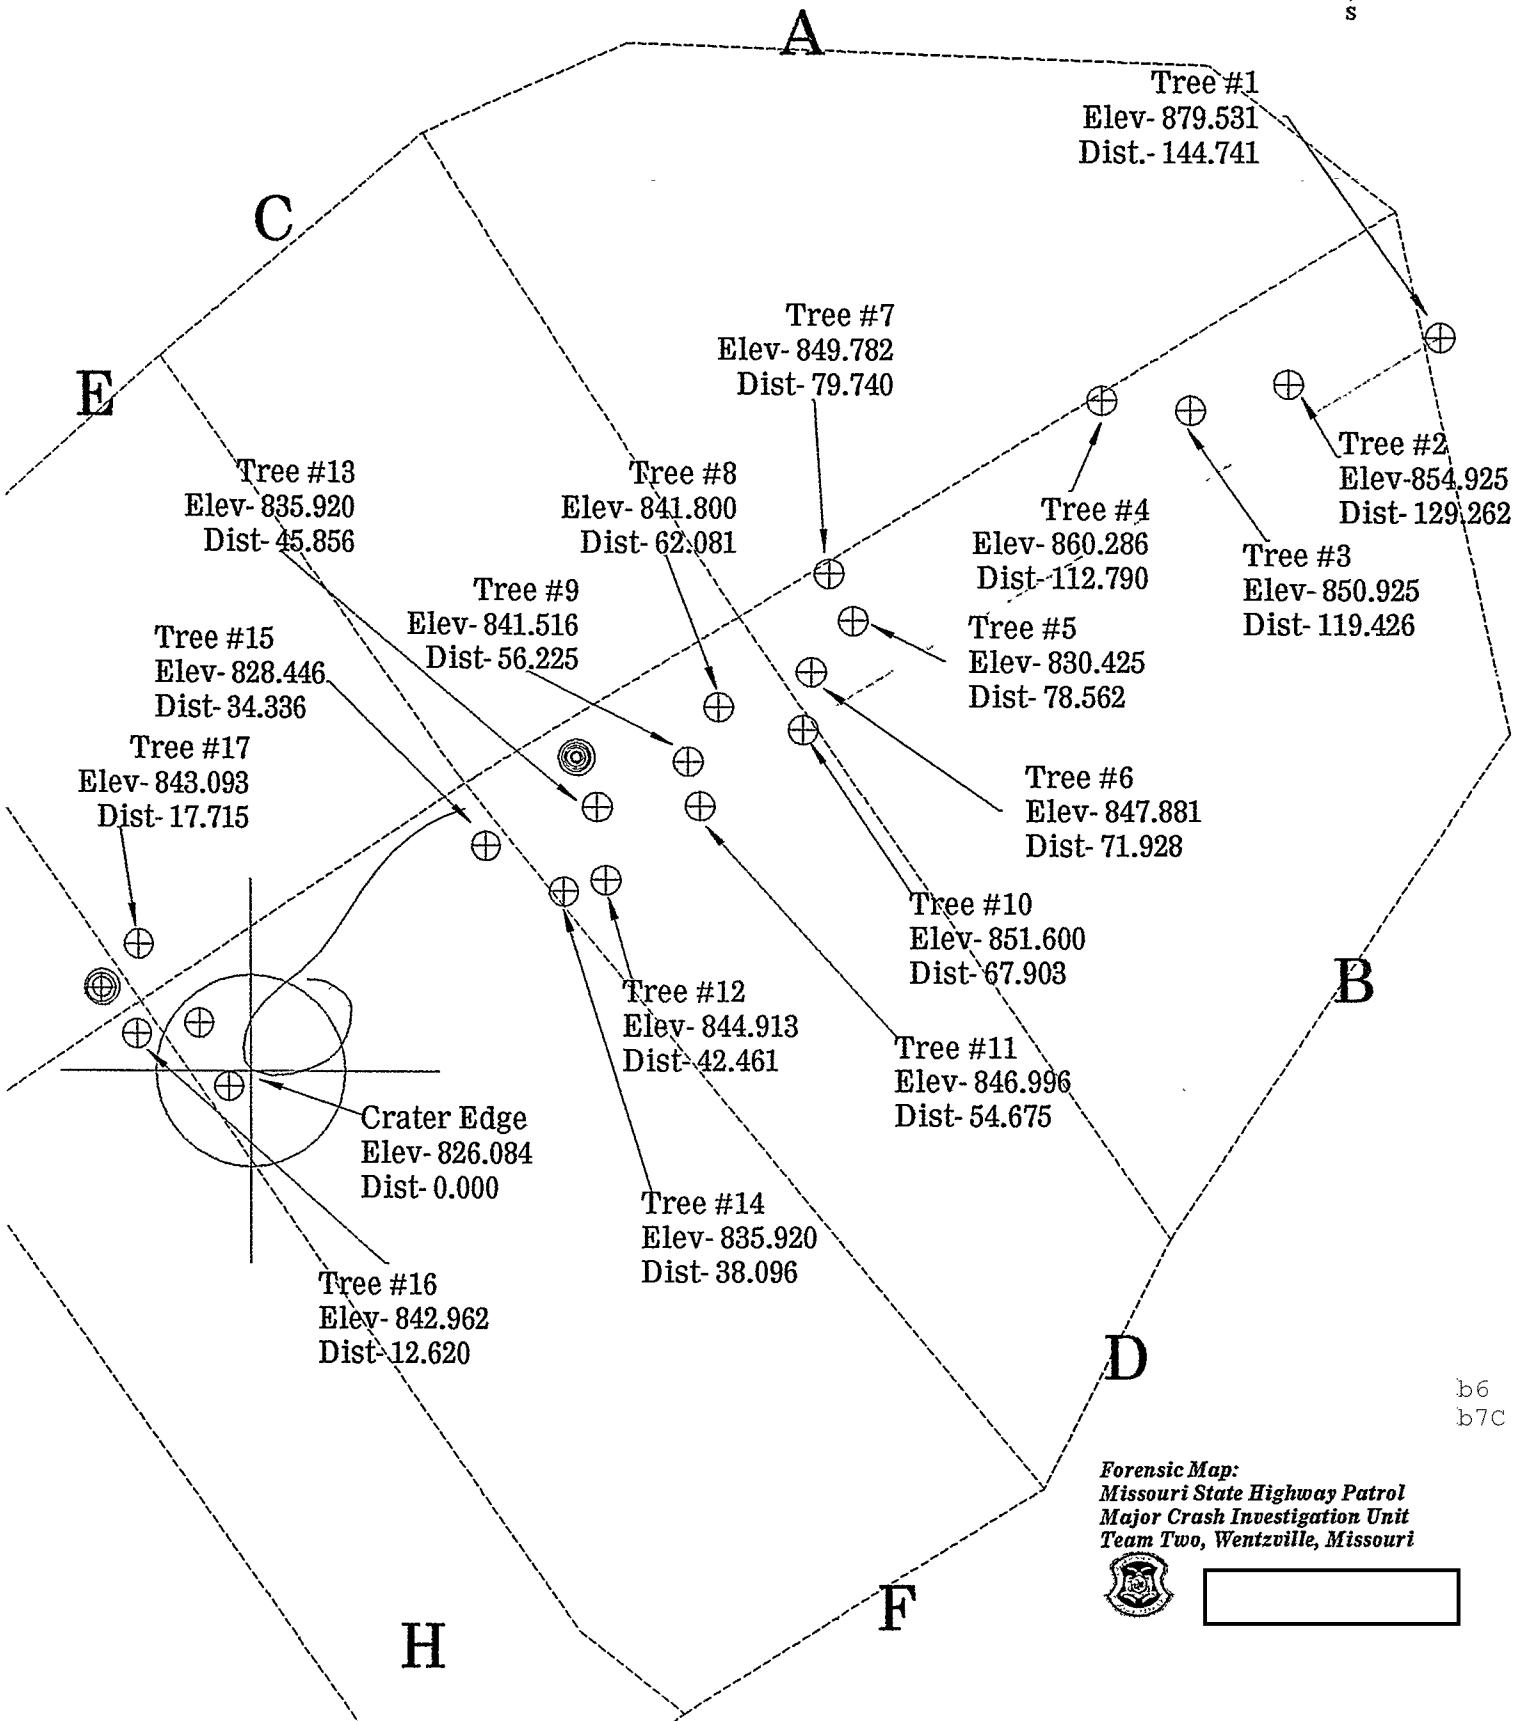 s
A
Tree #1
Elev- 879.531
Dist.- 144.741
C
Tree #7
Elev- 849.782
Dist- 79.740
E
Tree #2
Elev-854.925
Dist- 129.262
Tree #13
Elev- 835.920
Dist- 45.856
Tree #8
Elev- 841.800
Dist- 62.081
Tree #4
Elev- 860.286
Dist- 112.790
Tree #3
Elev- 850.925
Dist- 119.426
Tree #9
Elev- 841.516
Dist- 56.225
Tree #15
Elev- 828.446
Dist- 34.336
Tree #5
Elev- 830.425
Dist- 78.562
Tree #17
Elev- 843.093
Dist- 17.715
Tree #6
Elev- 847.881
Dist- 71.928
Tree #10
Elev- 851.600
Dist- 67.903
B
Tree #12
Elev- 844.913
Dist- 42.461
Tree #11
Elev- 846.996
Dist- 54.675
Crater Edge
Elev- 826.084
Dist- 0.000
Tree #14
Elev- 835.920
Dist- 38.096
Tree #16
Elev- 842.962
Dist- 12.620
D
b6
b7C
Forensic Map:
Missouri State Highway Patrol
Major Crash Investigation Unit
Team Two, Wentzville, Missouri
F
H